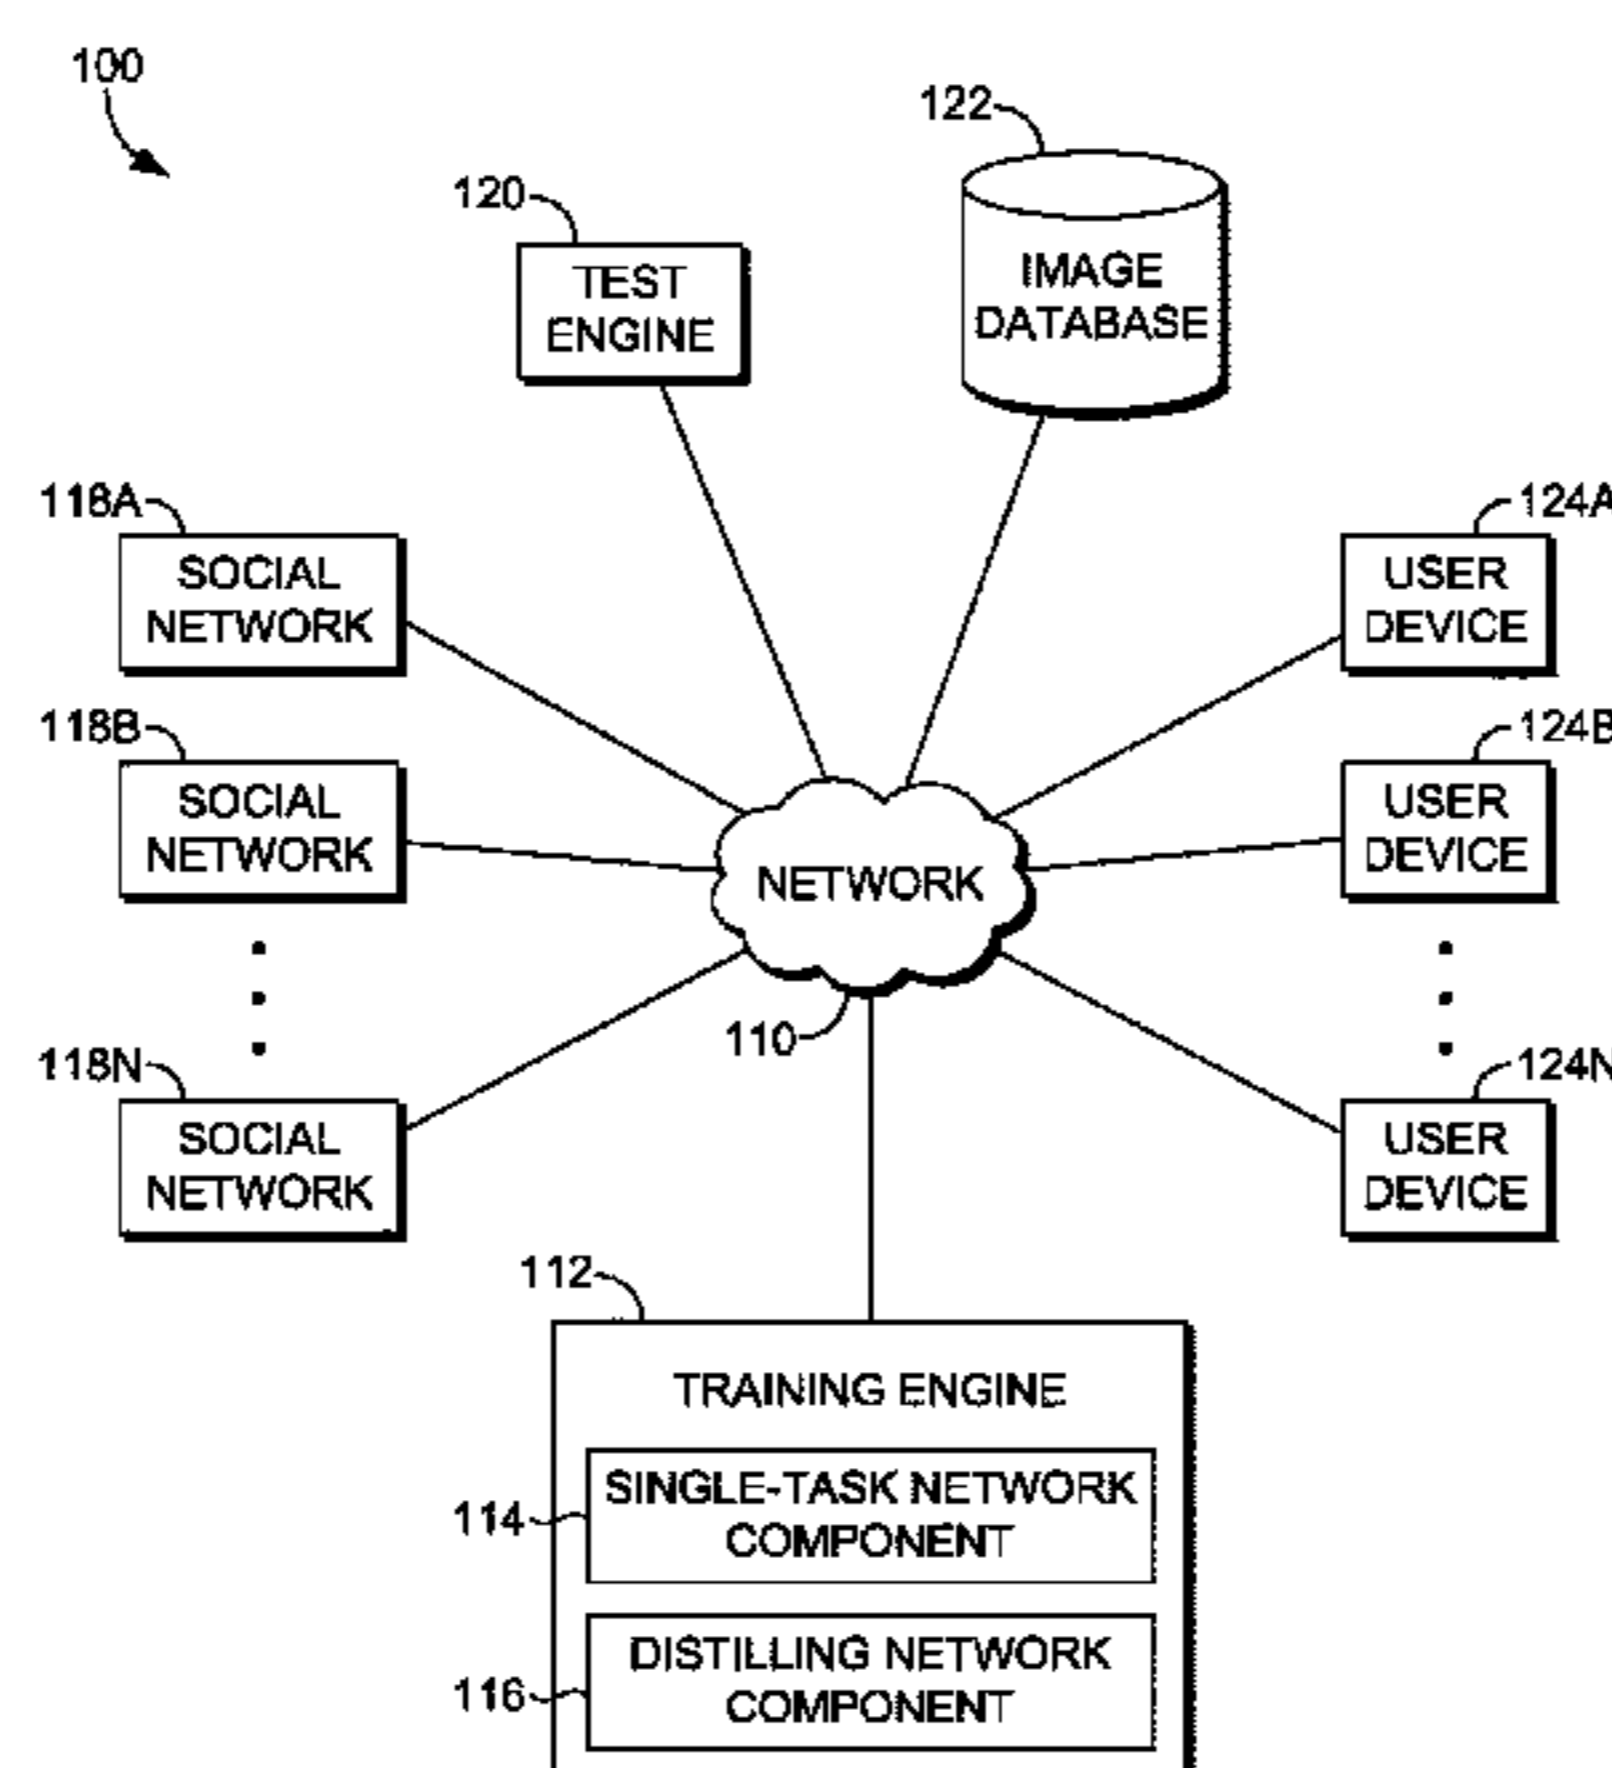 100
122
120
TEST
ENGINE
IMAGE
DATABASE
118A
SOCIAL
NETWORK
124A
USER
DEVICE
118B
SOCIAL
NETWORK
124B
USER
DEVICE
NETWORK
110
118N
SOCIAL
NETWORK
124N
USER
DEVICE
112
TRAINING ENGINE
114
SINGLE-TASK NETWORK
COMPONENT
116
DISTILLING NETWORK
COMPONENT